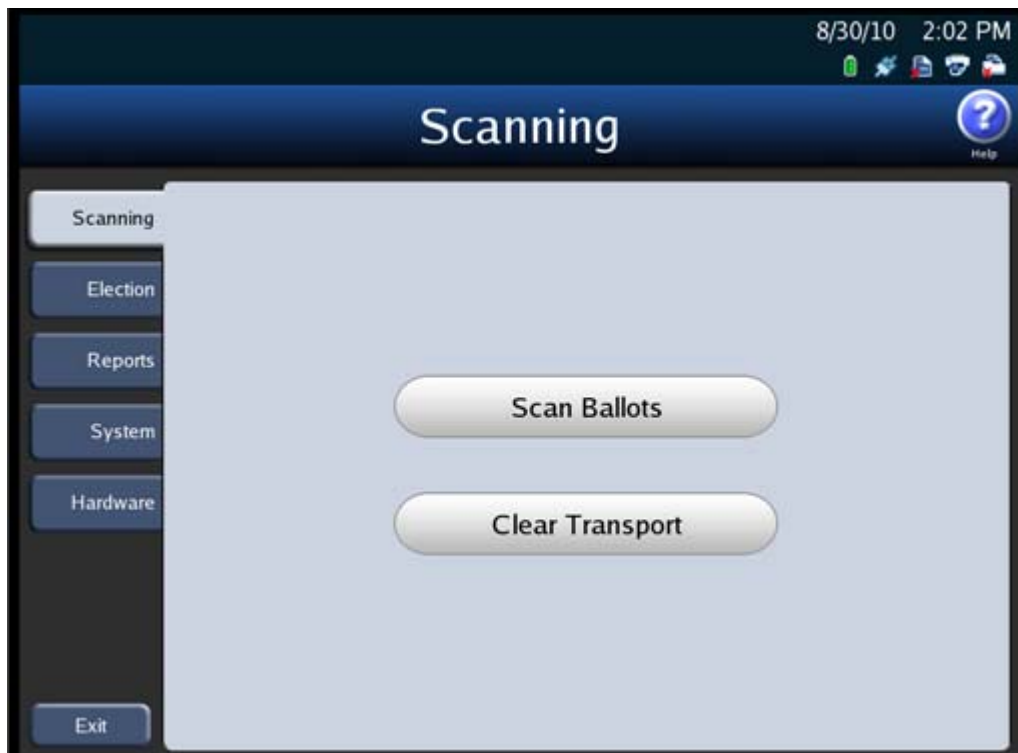 8/30/10 2:02 PM
Scanning
Help
Scanning
Election
Reports
System
Hardware
Scan Ballots
Clear Transport
Exit